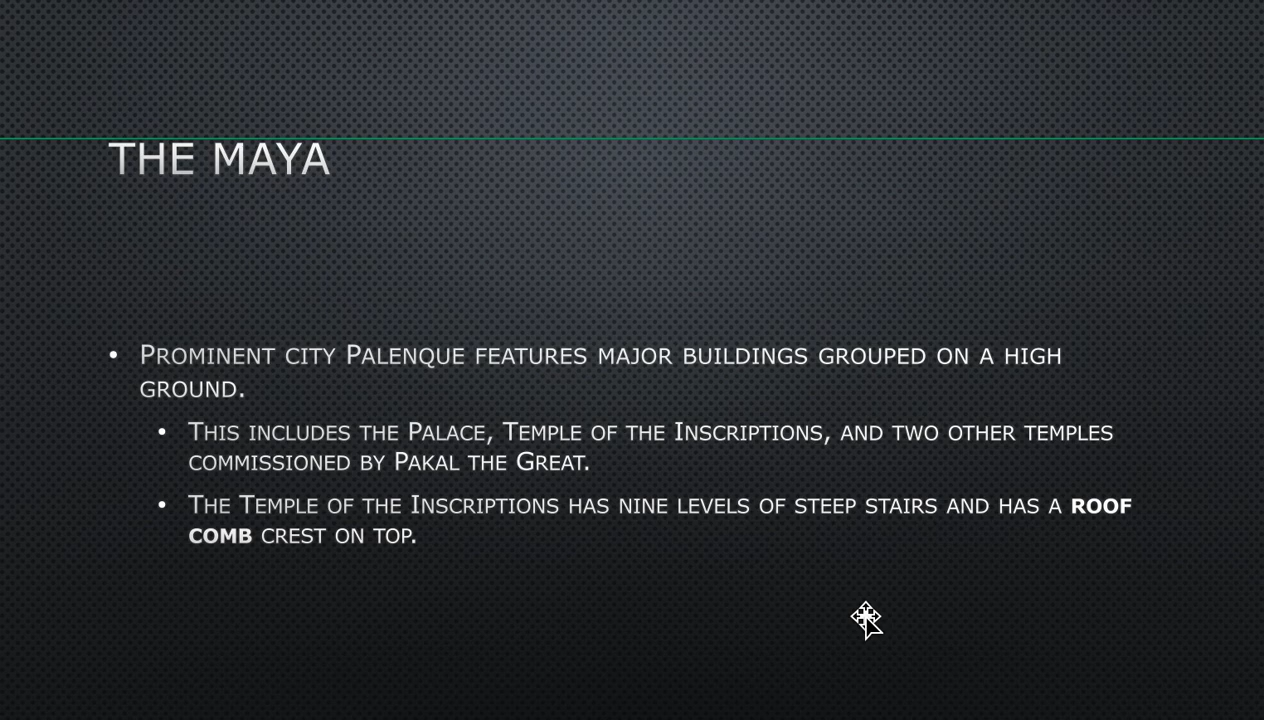 THE MAYA
• PROMINENT CITY PALENQUE FEATURES MAJOR BUILDINGS GROUPED ON A HIGH
GROUND.
• THIS INCLUDES THE PALACE, TEMPLE OF THE INSCRIPTIONS, AND TWO OTHER TEMPLES
COMMISSIONED BY PAKAL THE GREAT.
• THE TEMPLE OF THE INSCRIPTIONS HAS NINE LEVELS OF STEEP STAIRS AND HAS A ROOF
COMB CREST ON TOP.